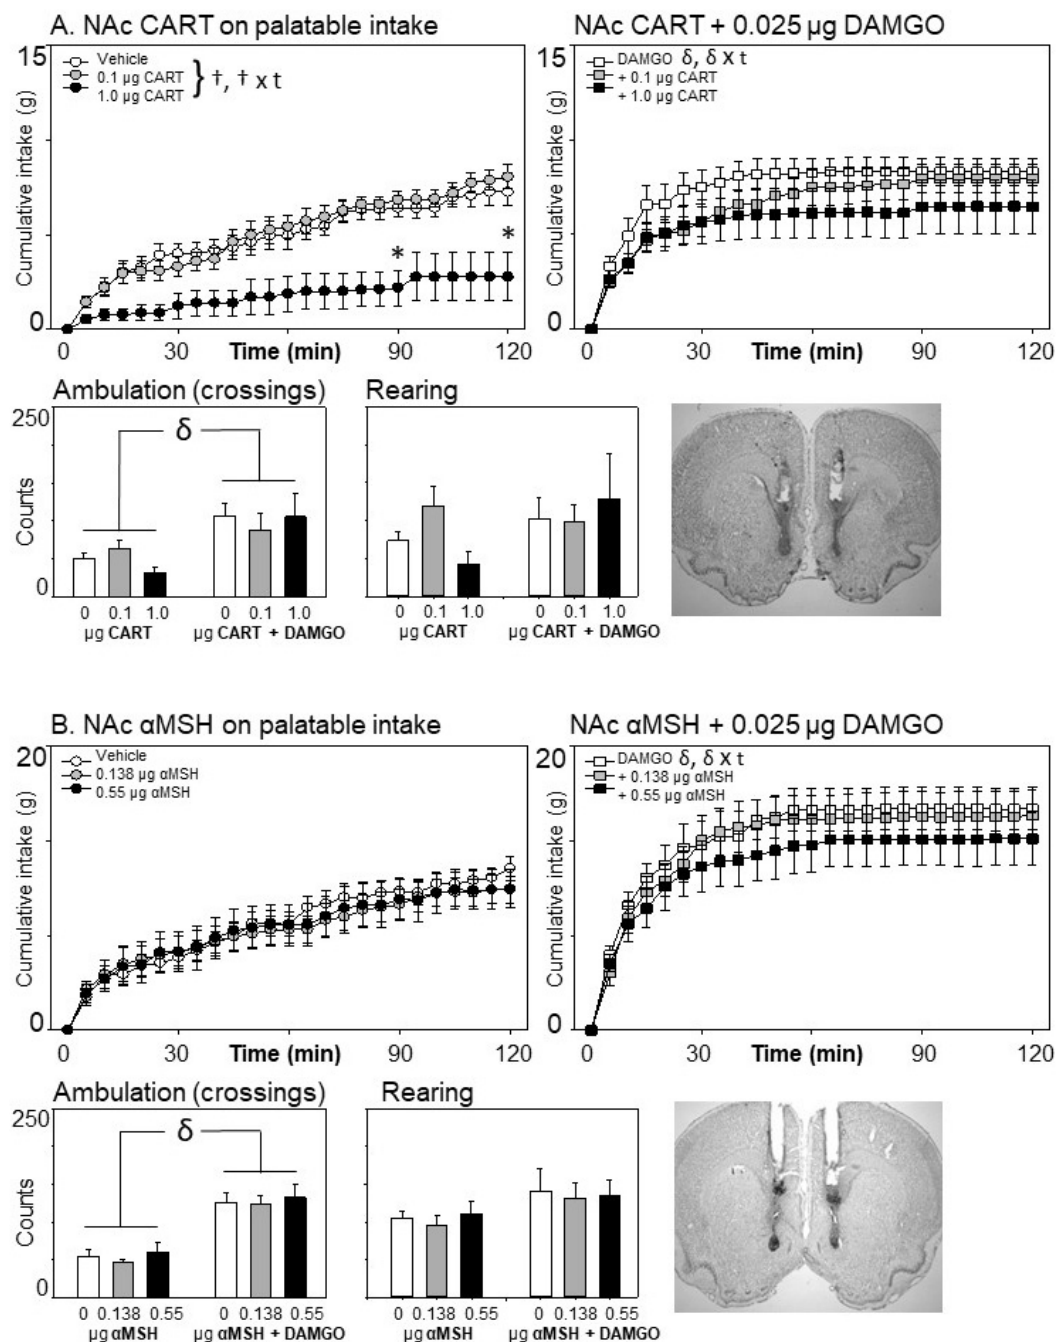 A. NAc CART on palatable intake
NAc CART + 0.025 µg DAMGO
15
Cumulative intake (g)
0
Vehicle
0.1 µg CART
1.0 µg CART
} †, † x t
*
*
0 30 Time (min) 90 120
15
Cumulative intake (g)
0
DAMGO δ, δ x t
+ 0.1 µg CART
+ 1.0 µg CART
0 30 Time (min) 90 120
Ambulation (crossings)
250
Counts
0
δ
0 0.1 1.0 0 0.1 1.0
µg CART µg CART + DAMGO
Rearing
0 0.1 1.0 0 0.1 1.0
µg CART µg CART + DAMGO
B. NAc αMSH on palatable intake
NAc αMSH + 0.025 µg DAMGO
20
Cumulative intake (g)
0
Vehicle
0.138 µg αMSH
0.55 µg αMSH
0 30 Time (min) 90 120
20
Cumulative intake (g)
0
DAMGO δ, δ x t
+ 0.138 µg αMSH
+ 0.55 µg αMSH
0 30 Time (min) 90 120
Ambulation (crossings)
250
Counts
0
δ
0 0.138 0.55 0 0.138 0.55
µg αMSH µg αMSH + DAMGO
Rearing
0 0.138 0.55 0 0.138 0.55
µg αMSH µg αMSH + DAMGO